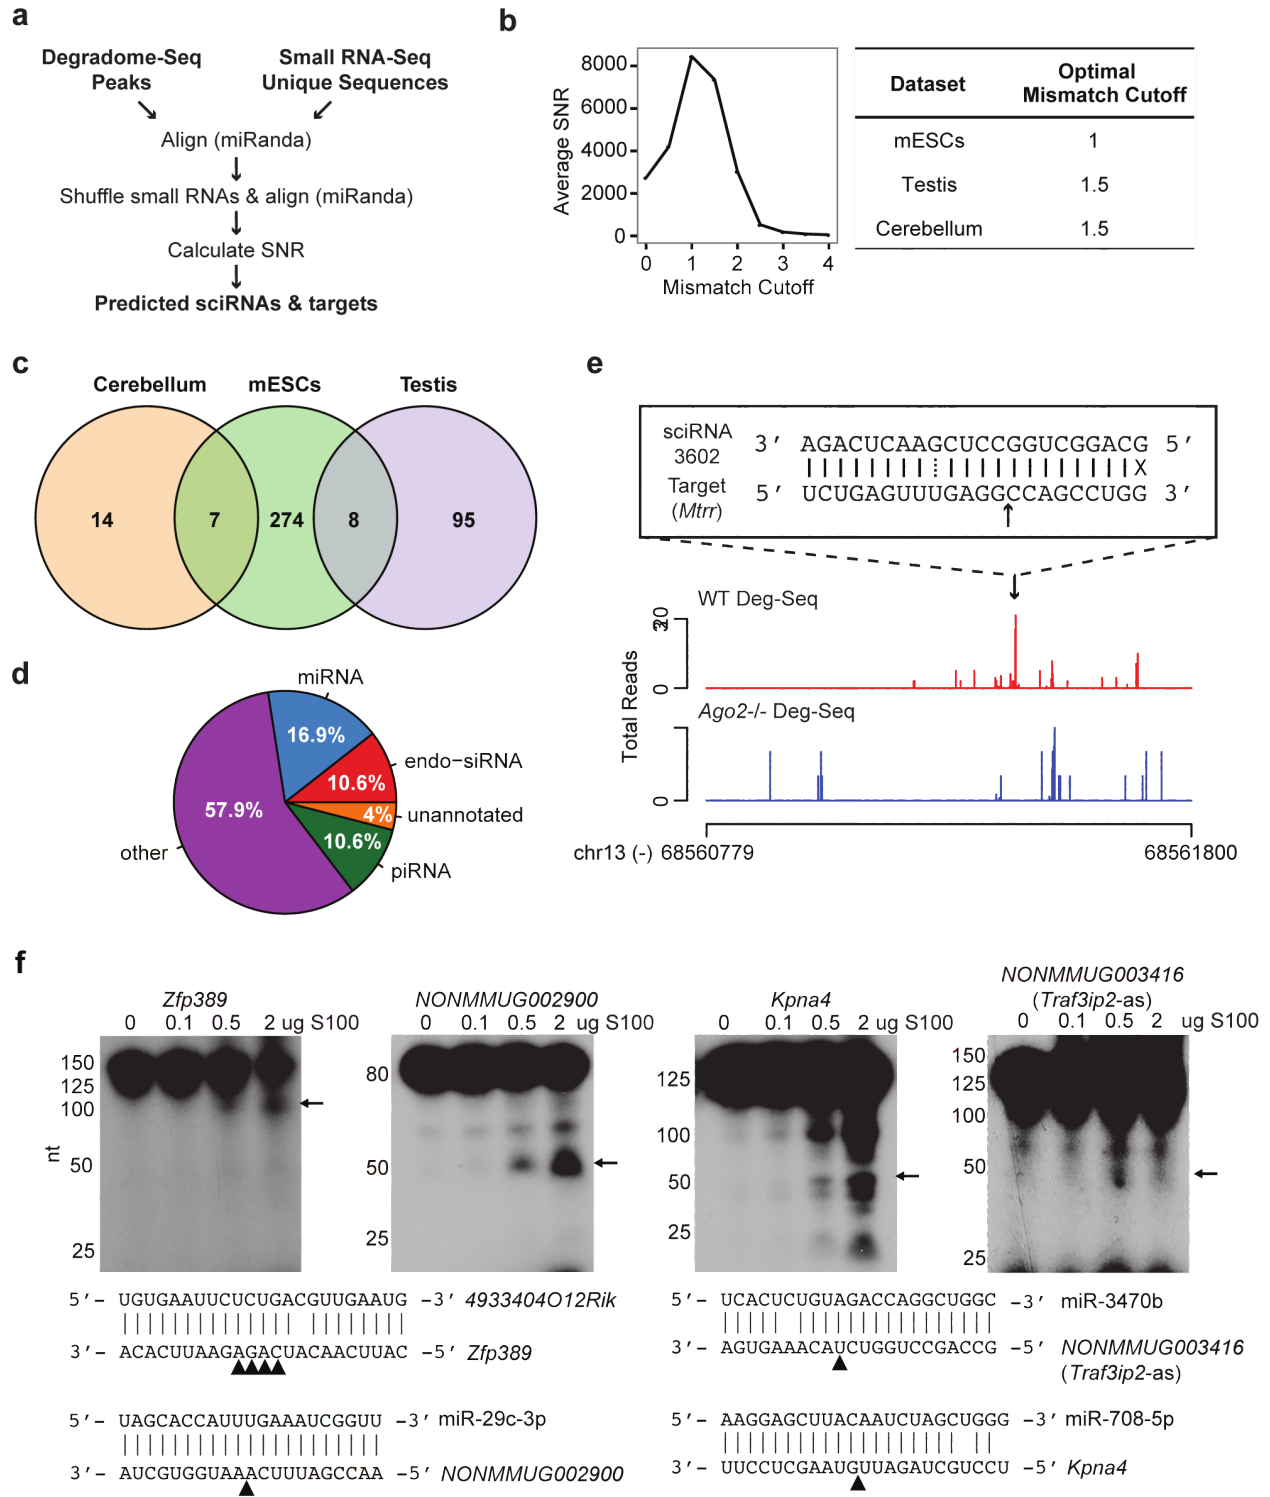 a
Degradome-Seq
Peaks
Small RNA-Seq
Unique Sequences
Align (miRanda)
Shuffle small RNAs & align (miRanda)
Calculate SNR
Predicted sciRNAs & targets
b
Average SNR
8000
6000
4000
2000
0
0 1 2 3 4
Mismatch Cutoff
Dataset
Optimal
Mismatch Cutoff
mESCs 1
Testis 1.5
Cerebellum 1.5
c
Cerebellum mESCs Testis
14 7 274 8 95
d
miRNA
16.9%
endo-siRNA
10.6%
unannotated
4%
piRNA
10.6%
other
57.9%
e
sciRNA
3602
3′ AGACUCAAGCUCCGGUCGGACG 5′
X
Target
(Mtrr)
5′ UCUGAGUUUGAGGCCAGCCUGG 3′
WT Deg-Seq
0
Total Reads
Ago2-/- Deg-Seq
0
chr13 (-) 68560779 68561800
f
Zfp389
0 0.1 0.5 2 ug S100
150
125
100
50
25
nt
NONMMUG002900
0 0.1 0.5 2 ug S100
80
50
25
Kpna4
0 0.1 0.5 2 ug S100
125
100
50
25
NONMMUG003416
(Traf3ip2-as)
0 0.1 0.5 2 ug S100
150
125
100
50
25
5′– UGUGAAUUCUCUGACGUUGAAUG –3′ 4933404O12Rik
3′– ACACUUAAGAGACUACAACUUAC –5′ Zfp389
5′– UAGCACCAUUUGAAAUCGGUU –3′ miR-29c-3p
3′– AUCGUGGUAAACUUUAGCCAA –5′ NONMMUG002900
5′– UCACUCUGUAGACCAGGCUGGC –3′ miR-3470b
3′– AGUGAAACAUCUGGUCCGACCG –5′ NONMMUG003416
(Traf3ip2-as)
5′– AAGGAGCUUACAAUCUAGCUGGG –3′ miR-708-5p
3′– UUCCUCGAAUGUUAGAUCGUCCU –5′ Kpna4